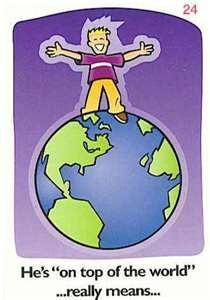 24
He's "on top of the world"
...really means...